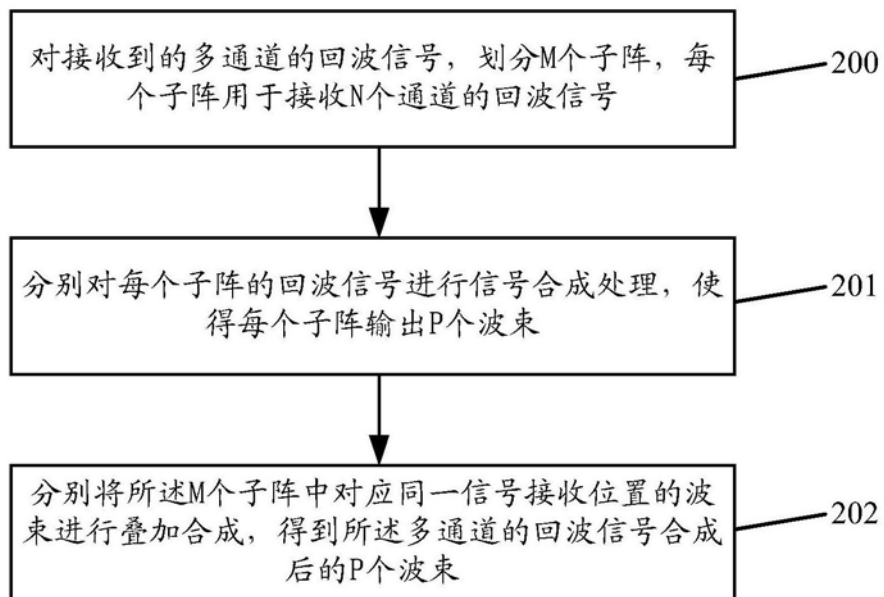 对接收到的多通道的回波信号，划分M个子阵，每
个子阵用于接收N个通道的回波信号
200
分别对每个子阵的回波信号进行信号合成处理，使
得每个子阵输出P个波束
201
分别将所述M个子阵中对应同一信号接收位置的波
束进行叠加合成，得到所述多通道的回波信号合成
后的P个波束
202